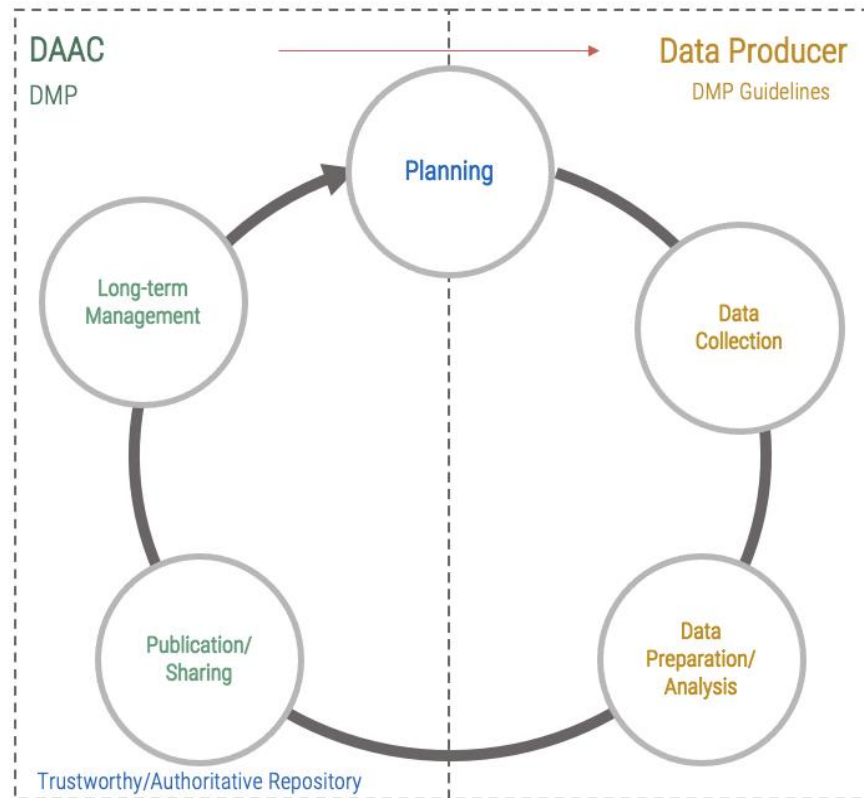 DAAC
DMP
Data Producer
DMP Guidelines
Planning
Long-term
Management
Data
Collection
Publication/
Sharing
Data
Preparation/
Analysis
Trustworthy/Authoritative Repository